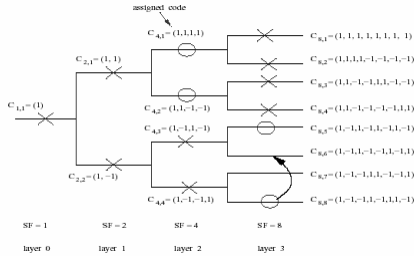 assigned code
C4,1=(1,1,1,1)
C8,1=(1, 1, 1, 1, 1, 1, 1, 1)
C2,1=(1, 1)
C8,2=(1,1,1,1,-1,-1,-1,-1)
C8,3=(1,1,-1,-1,1,1,-1,-1)
C1,1=(1)
C4,2=(1,1,-1,-1)
C8,4=(1,1,-1,-1,-1,-1,1,1)
C4,3=(1,-1,1,-1)
C8,5=(1,-1,1,-1,1,-1,1,-1)
C8,6=(1,-1,1,-1,-1,1,-1,1)
C2,2=(1, -1)
C8,7=(1,-1,-1,1,1,-1,-1,1)
C4,4=(1,-1,-1,1)
C8,8=(1,-1,-1,1,-1,1,1,-1)
SF = 1 SF = 2 SF = 4 SF = 8
layer 0 layer 1 layer 2 layer 3